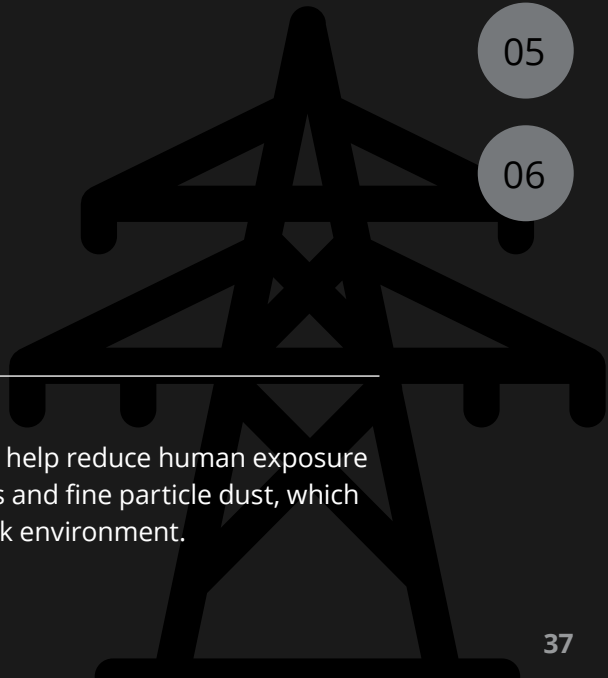 05
06
help reduce human exposure
and fine particle dust, which
environment.
37